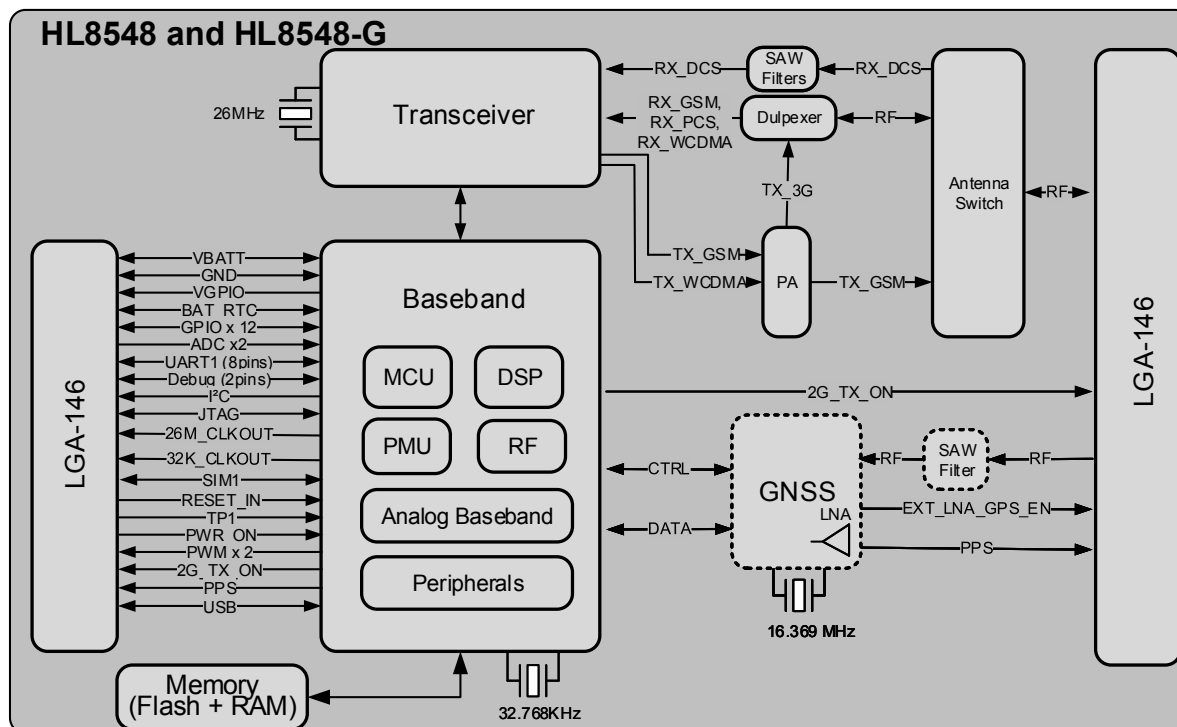 HL8548 and HL8548-G
26MHz
Transceiver
RX_DCS
SAW
Filters
RX_DCS
RX_GSM,
RX_PCS,
RX_WCDMA
Dulpexer
RF
TX_3G
Antenna
Switch
RF
TX_GSM
TX_WCDMA
PA
TX_GSM
LGA-146
LGA-146
VBATT
GND
VGPIO
BAT_RTC
GPIO x 12
ADC x2
UART1 (8pins)
Debug (2pins)
I²C
JTAG
26M_CLKOUT
32K_CLKOUT
SIM1
RESET_IN
TP1
PWR_ON
PWM x 2
2G_TX_ON
PPS
USB
Baseband
MCU
DSP
PMU
RF
Analog Baseband
Peripherals
2G_TX_ON
CTRL
DATA
GNSS
LNA
RF
SAW
Filter
RF
EXT_LNA_GPS_EN
PPS
16.369 MHz
Memory
(Flash + RAM)
32.768KHz